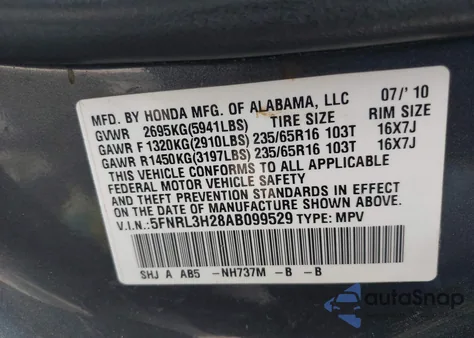 MFD. BY HONDA MFG. OF ALABAMA, LLC 07/' 10
GVWR 2695KG(5941LBS) TIRE SIZE RIM SIZE
GAWR F 1320KG(2910LBS) 235/65R16 103T 16X7J
GAWR R1450KG(3197LBS) 235/65R16 103T 16X7J
THIS VEHICLE CONFORMS TO ALL APPLICABLE
FEDERAL MOTOR VEHICLE SAFETY
AND THEFT PREVENTION STANDARDS IN EFFECT
ON THE DATE OF MANUFACTURE SHOWN ABOVE.
V.I.N.:5FNRL3H28AB099529 TYPE: MPV
SHJ A AB5 -NH737M -B -B
autoSnap